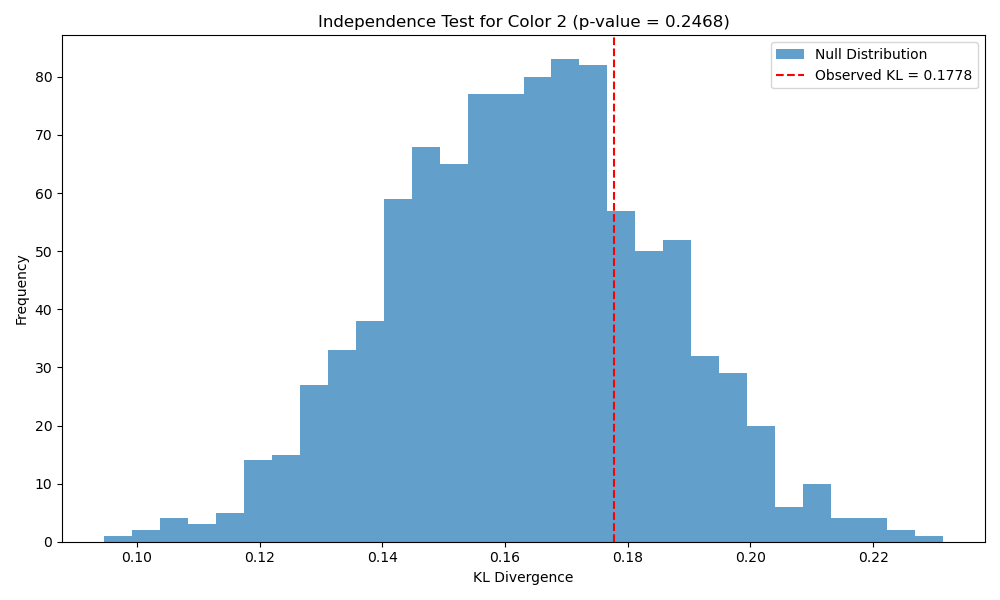 Independence Test for Color 2 (p-value = 0.2468)
Null Distribution
Observed KL = 0.1778
Frequency
80
70
60
50
40
30
20
10
0
0.10 0.12 0.14 0.16 0.18 0.20 0.22
KL Divergence